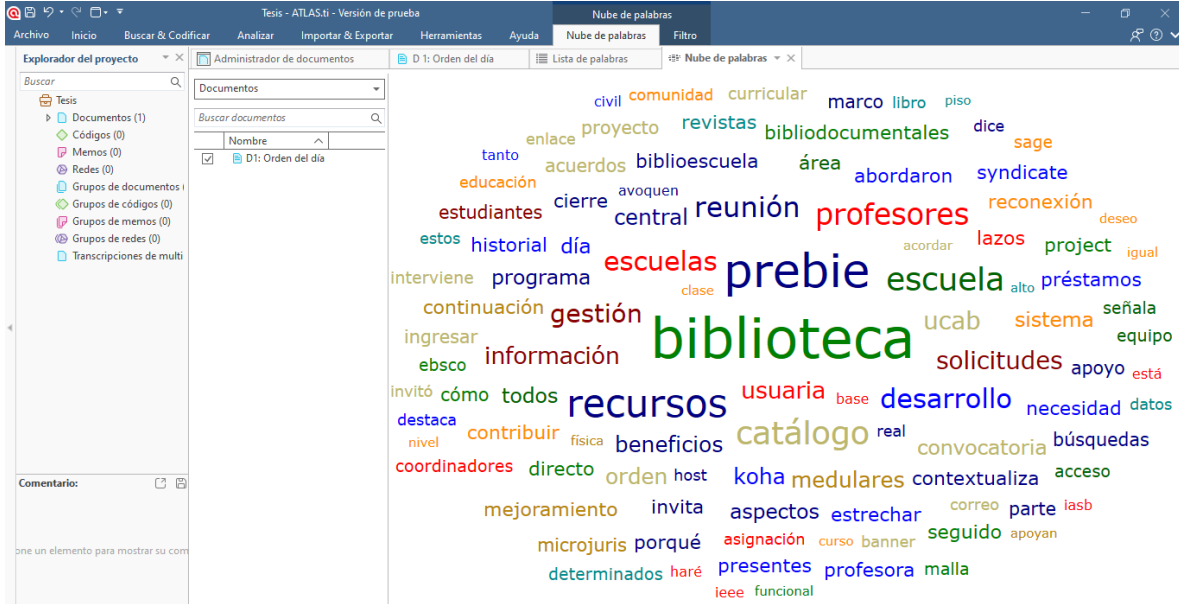 Tesis - ATLAS.ti - Versión de prueba
Nube de palabras
Archivo Inicio Buscar & Codificar Analizar Importar & Exportar Herramientas Ayuda Nube de palabras Filtro
Explorador del proyecto
Administrador de documentos
D 1: Orden del día
Lista de palabras
Nube de palabras
Buscar
Tesis
Documentos (1)
Códigos (0)
Memos (0)
Redes (0)
Grupos de documentos (
Grupos de códigos (0)
Grupos de memos (0)
Grupos de redes (0)
Transcripciones de multi
Comentario:
one un elemento para mostrar su com
Documentos
Buscar documentos
Nombre
D1: Orden del día
civil comunidad curricular marco libro piso
enlace proyecto revistas bibliodocumentales dice sage
tanto acuerdos biblioescuela área abordaron syndicate
educación avoquen reconexión
estudiantes cierre central reunión profesores deseo
estos historial día acordar lazos project igual
interviene programa escuelas clase prebie escuela alto préstamos
continuación gestión ucab sistema señala
ingresar biblioteca equipo
ebsco información solicitudes apoyo está
invitó cómo todos recursos usuaria base desarrollo necesidad datos
destaca
nivel contribuir física beneficios catálogo real convocatoria búsquedas
coordinadores directo orden host koha medulares contextualiza acceso
mejoramiento invita aspectos estrechar correo parte iasb
microjuris porqué asignación curso banner seguido apoyan
determinados haré presentes profesora malla
ieee funcional